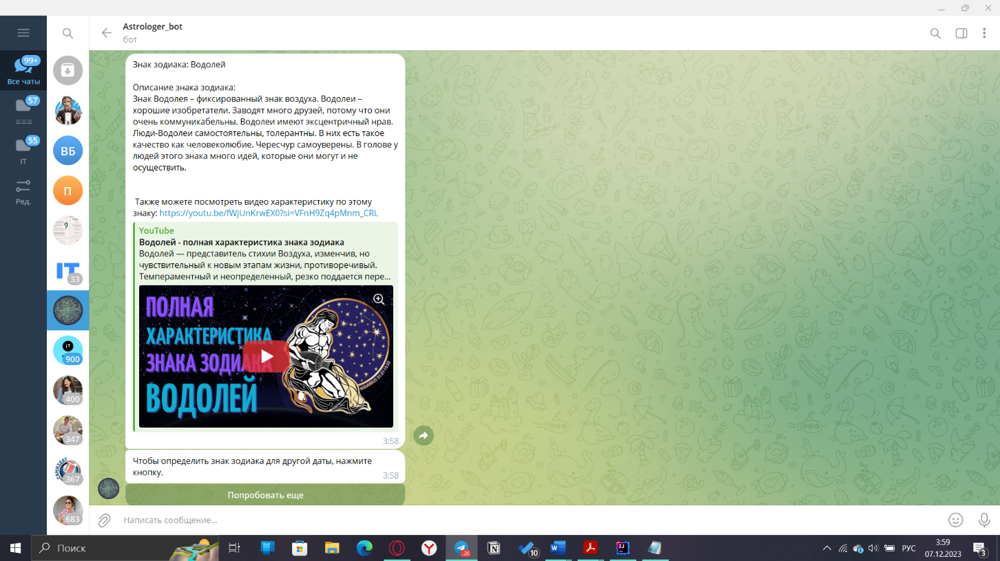 Astrologer_bot
бот
99+
Все чаты
57
55
IT
Ред.
ВБ
П
IT
33
IT
900
400
347
367
683
Знак зодиака: Водолей
Описание знака зодиака:
Знак Водолея – фиксированный знак воздуха. Водолеи –
хорошие изобретатели. Заводят много друзей, потому что они
очень коммуникабельны. Водолеи имеют эксцентричный нрав.
Люди-Водолеи самостоятельны, толерантны. В них есть такое
качество как человеколюбие. Чересчур самоуверены. В голове у
людей этого знака много идей, которые они могут и не
осуществить.
Также можете посмотреть видео характеристику по этому
знаку: https://youtu.be/fWjUnKrwEX0?si=VFnH9Zq4pMnm_CRL
YouTube
Водолей - полная характеристика знака зодиака
Водолей — представитель стихии Воздуха, изменчив, но
чувствительный к новым этапам жизни, противоречивый.
Темпераментный и неопределенный, резко поддается пере...
ПОЛНАЯ
ХАРАКТЕРИСТИКА
ЗНАКА ЗОДИАКА
ВОДОЛЕЙ
3:58
Чтобы определить знак зодиака для другой даты, нажмите
кнопку.
3:58
Попробовать еще
Написать сообщение...
Поиск
..26
10
РУС
3:59
07.12.2023
3